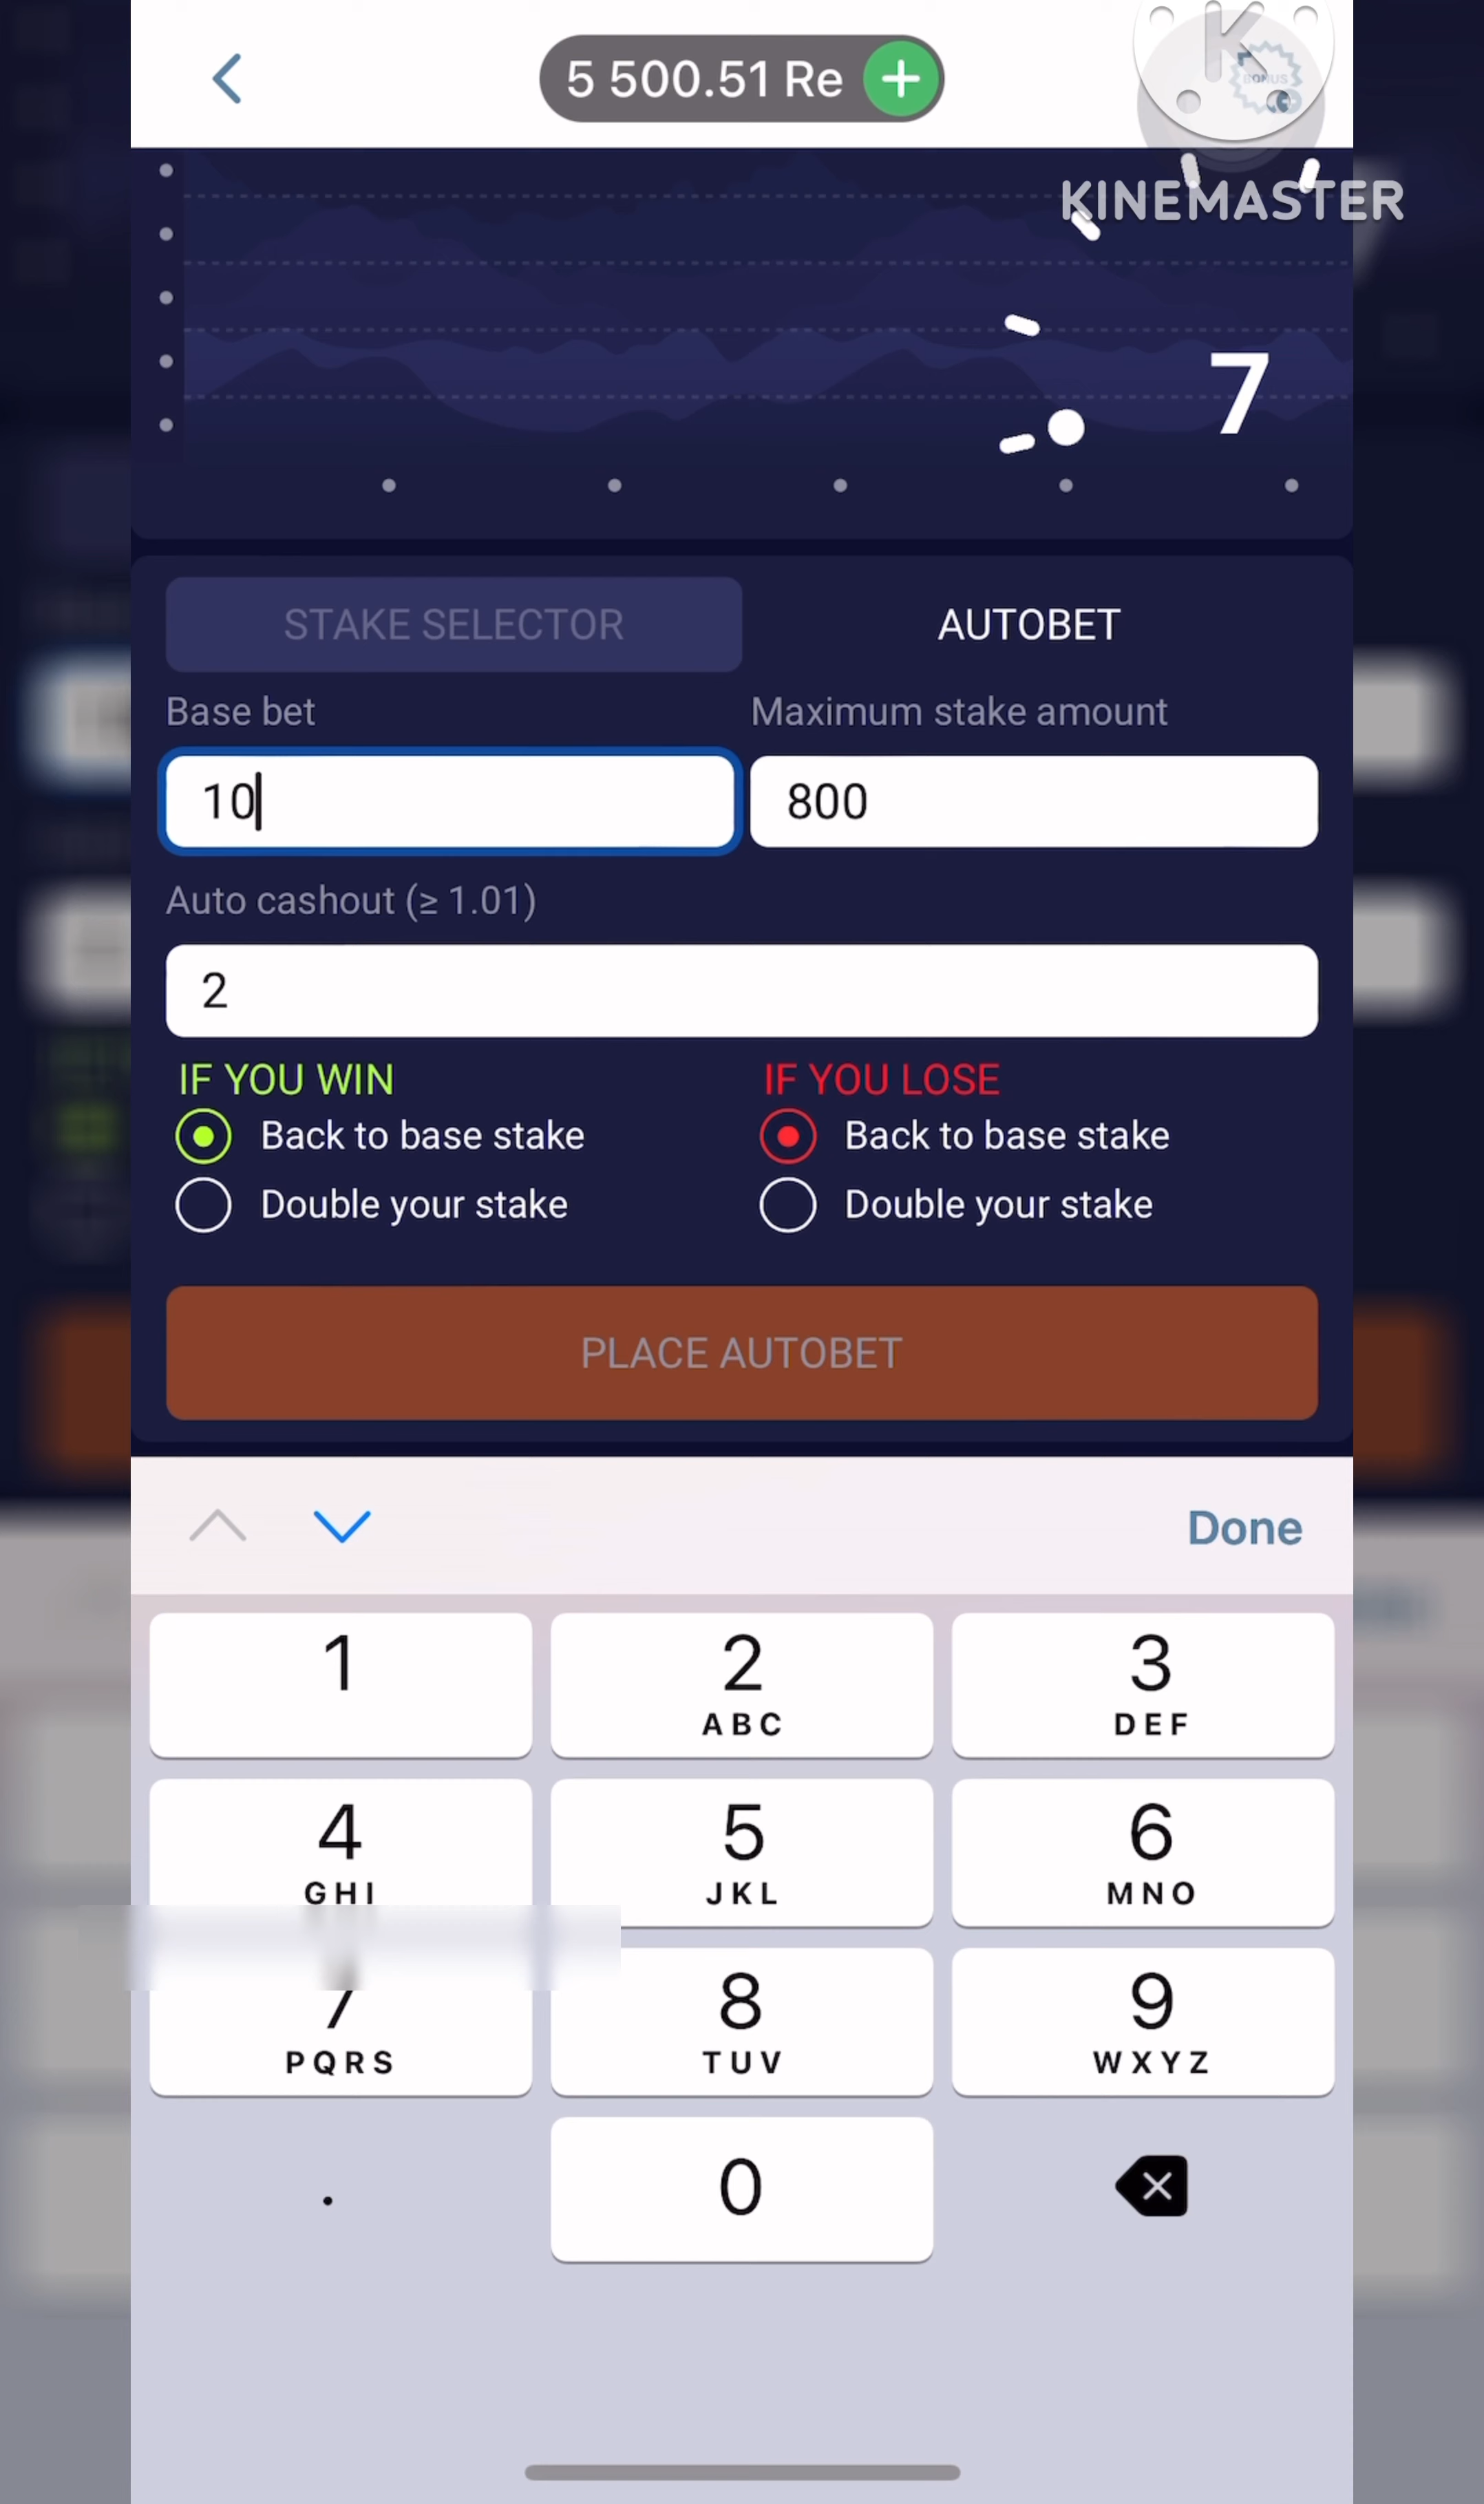 5 500.51 Re
K
BONUS
KINEMASTER
7
STAKE SELECTOR
AUTOBET
Base bet
Maximum stake amount
10
800
Auto cashout (≥ 1.01)
2
IF YOU WIN
IF YOU LOSE
Back to base stake
Back to base stake
Double your stake
Double your stake
PLACE AUTOBET
Done
1
2
3
ABC
DEF
4
5
6
GHI
JKL
MNO
7
8
9
PQRS
TUV
WXYZ
.
0